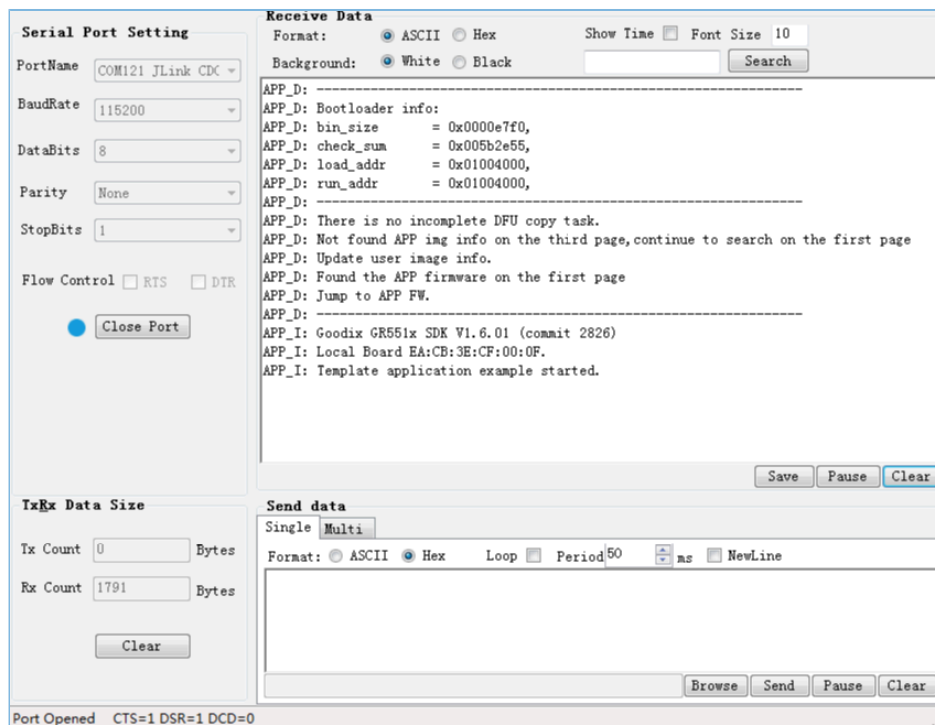 Serial Port Setting
PortName COM121 JLink CDC
BaudRate 115200
DataBits 8
Parity None
StopBits 1
Flow Control RTS DTR
Close Port
Receive Data
Format: ASCII Hex Show Time Font Size 10
Background: White Black Search
APP_D: ----------------------------------------------------------------
APP_D: Bootloader info:
APP_D: bin_size = 0x0000e7f0,
APP_D: check_sum = 0x005b2e55,
APP_D: load_addr = 0x01004000,
APP_D: run_addr = 0x01004000,
APP_D: ----------------------------------------------------------------
APP_D: There is no incomplete DFU copy task.
APP_D: Not found APP img info on the third page,continue to search on the first page
APP_D: Update user image info.
APP_D: Found the APP firmware on the first page
APP_D: Jump to APP FW.
APP_D: ----------------------------------------------------------------
APP_I: Goodix GR551x SDK V1.6.01 (commit 2826)
APP_I: Local Board EA:CB:3E:CF:00:0F.
APP_I: Template application example started.
Save Pause Clear
TxRx Data Size
Tx Count 0 Bytes
Rx Count 1791 Bytes
Clear
Send data
Single Multi
Format: ASCII Hex Loop Period 50 ms NewLine
Browse Send Pause Clear
Port Opened CTS=1 DSR=1 DCD=0